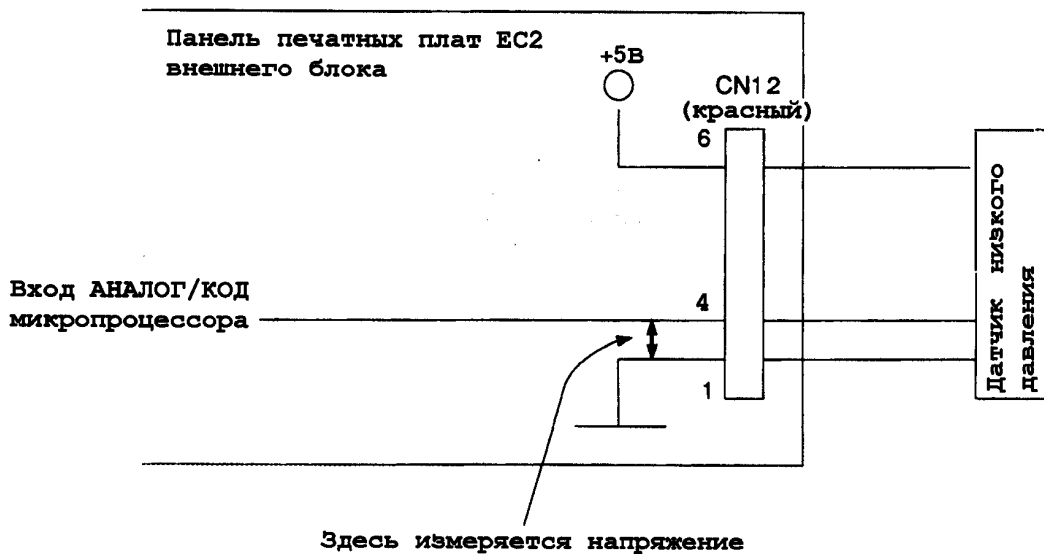 Панель печатных плат EC2
внешнего блока
+5В
CN12
(красный)
6
Датчик низкого
давления
Вход АНАЛОГ/КОД
микропроцессора
4
1
Здесь измеряется напряжение